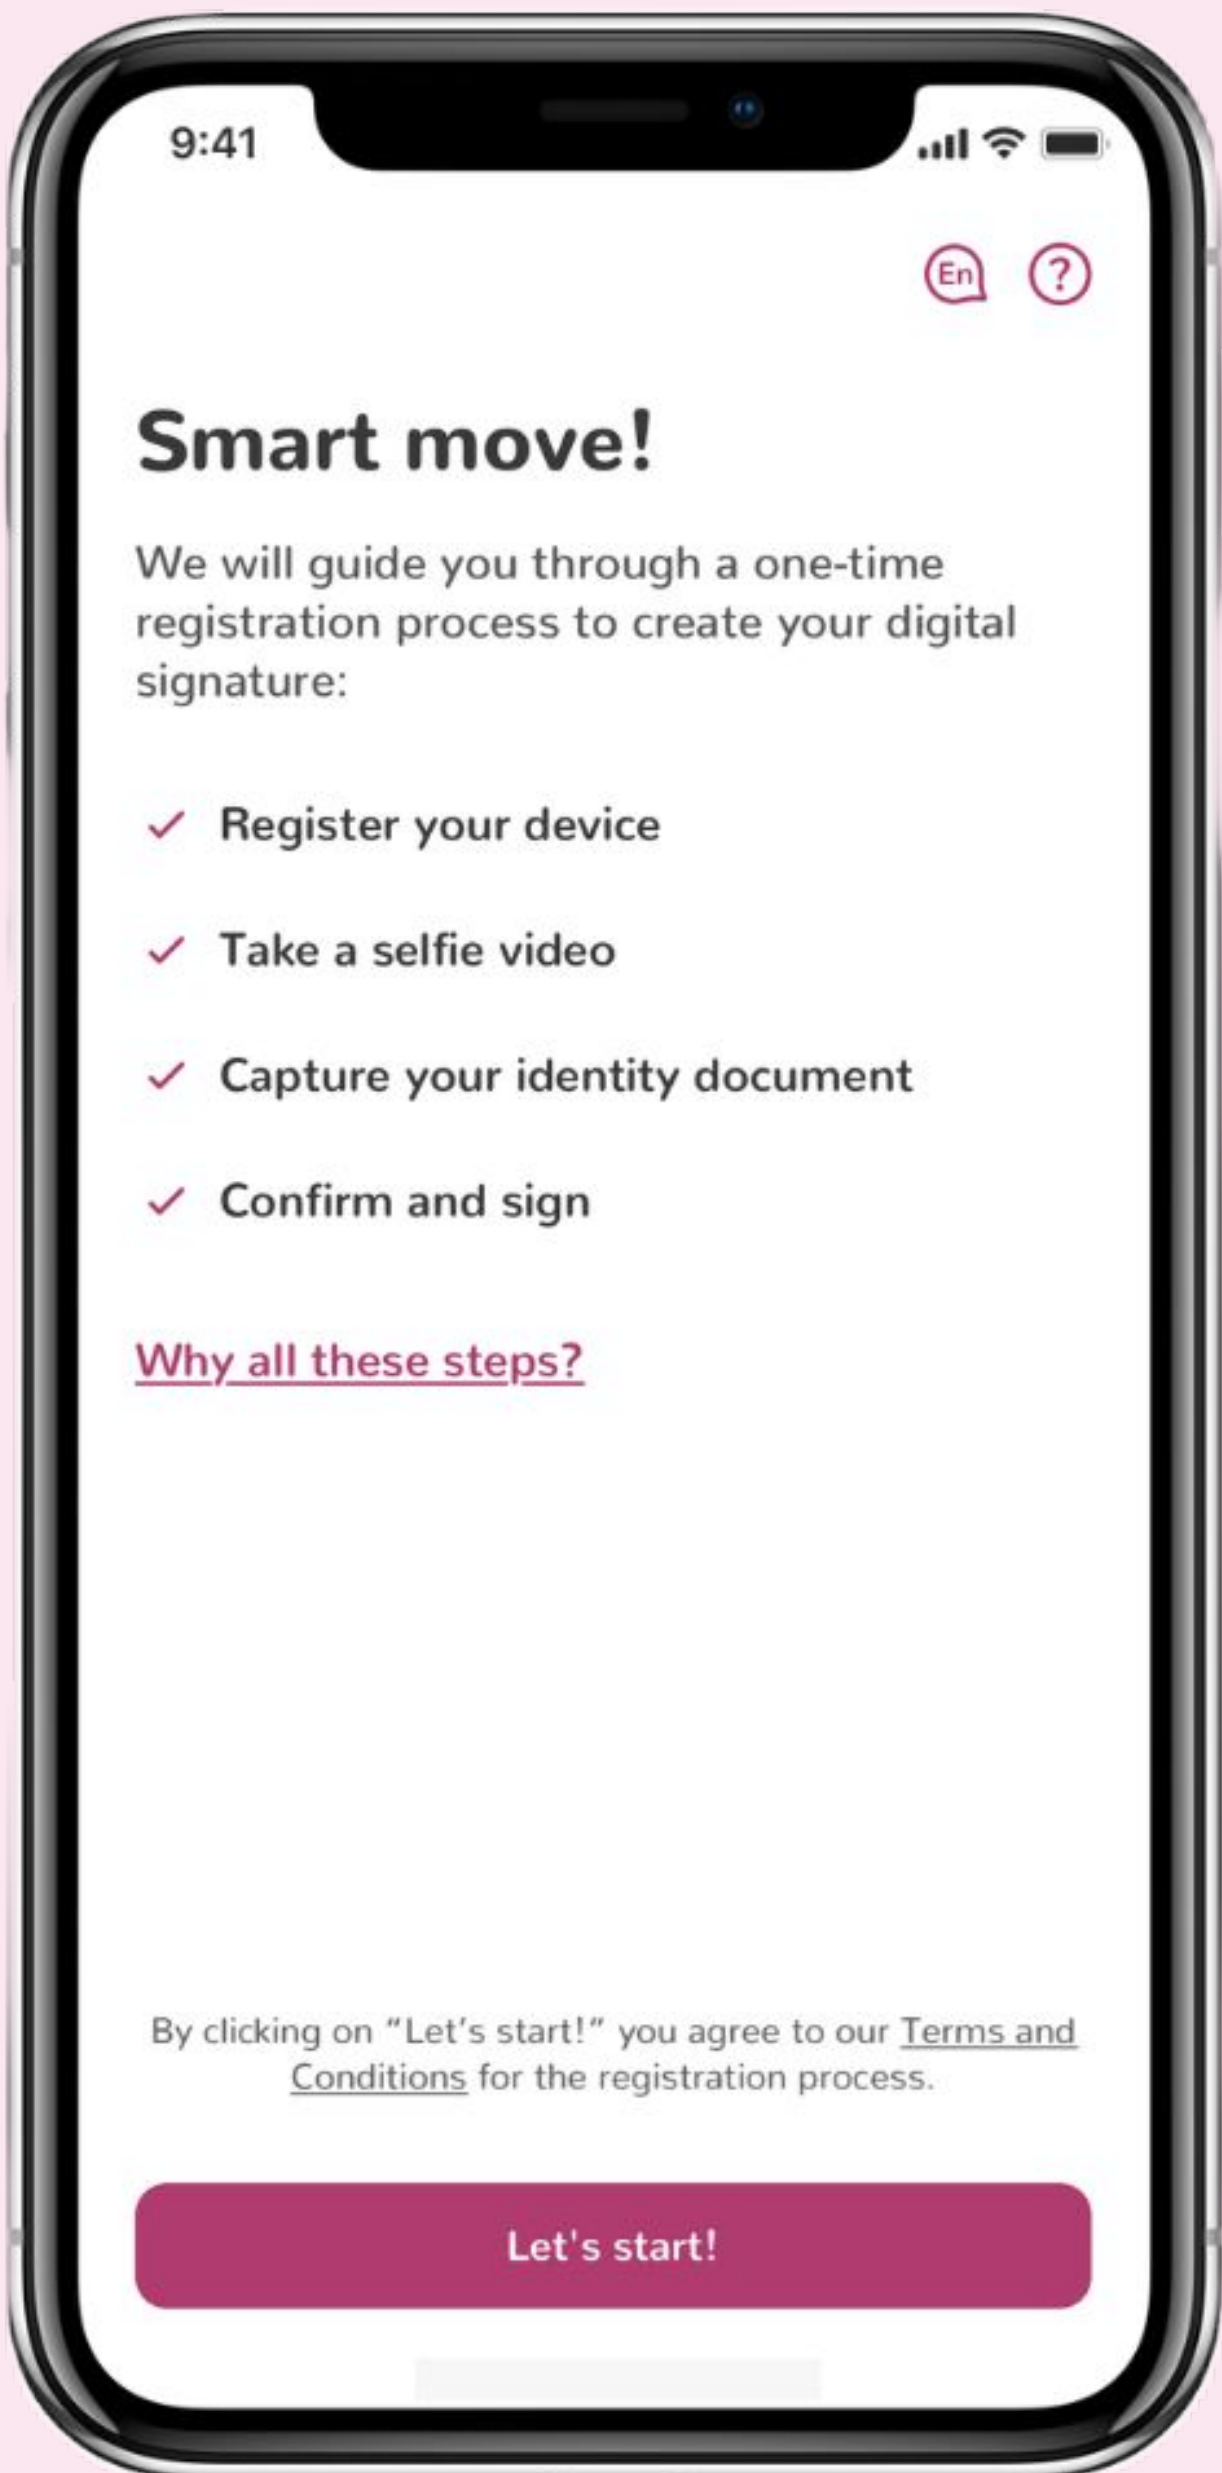 9:41
En ?
Smart move!
We will guide you through a one-time
registration process to create your digital
signature:
Register your device
Take a selfie video
Capture your identity document
Confirm and sign
Why all these steps?
By clicking on “Let’s start!” you agree to our Terms and
Conditions for the registration process.
Let's start!